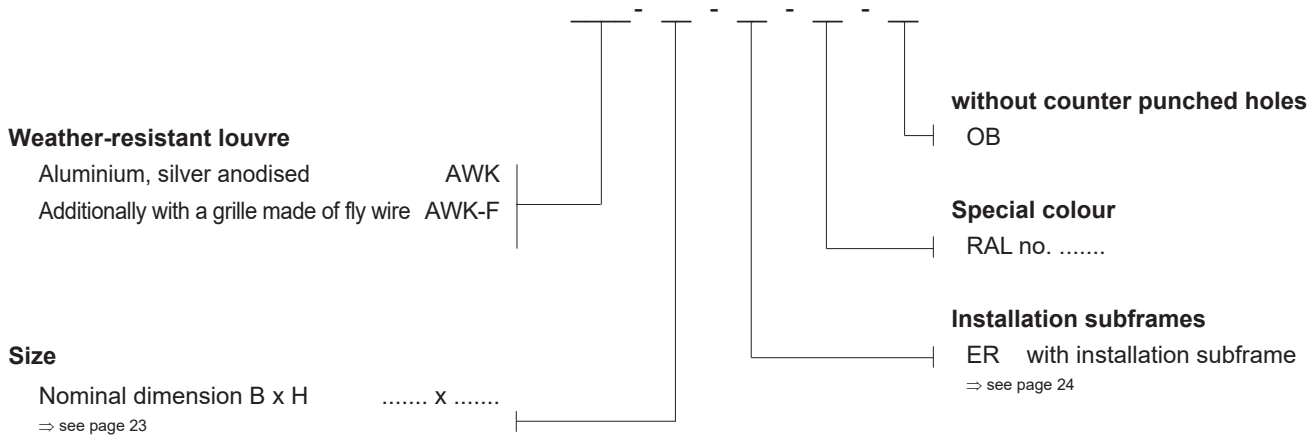 - - - -
Weather-resistant louvre
Aluminium, silver anodised AWK
Additionally with a grille made of fly wire AWK-F
Size
Nominal dimension B x H ....... x .......
⇒ see page 23
without counter punched holes
OB
Special colour
RAL no. .......
Installation subframes
ER with installation subframe
⇒ see page 24